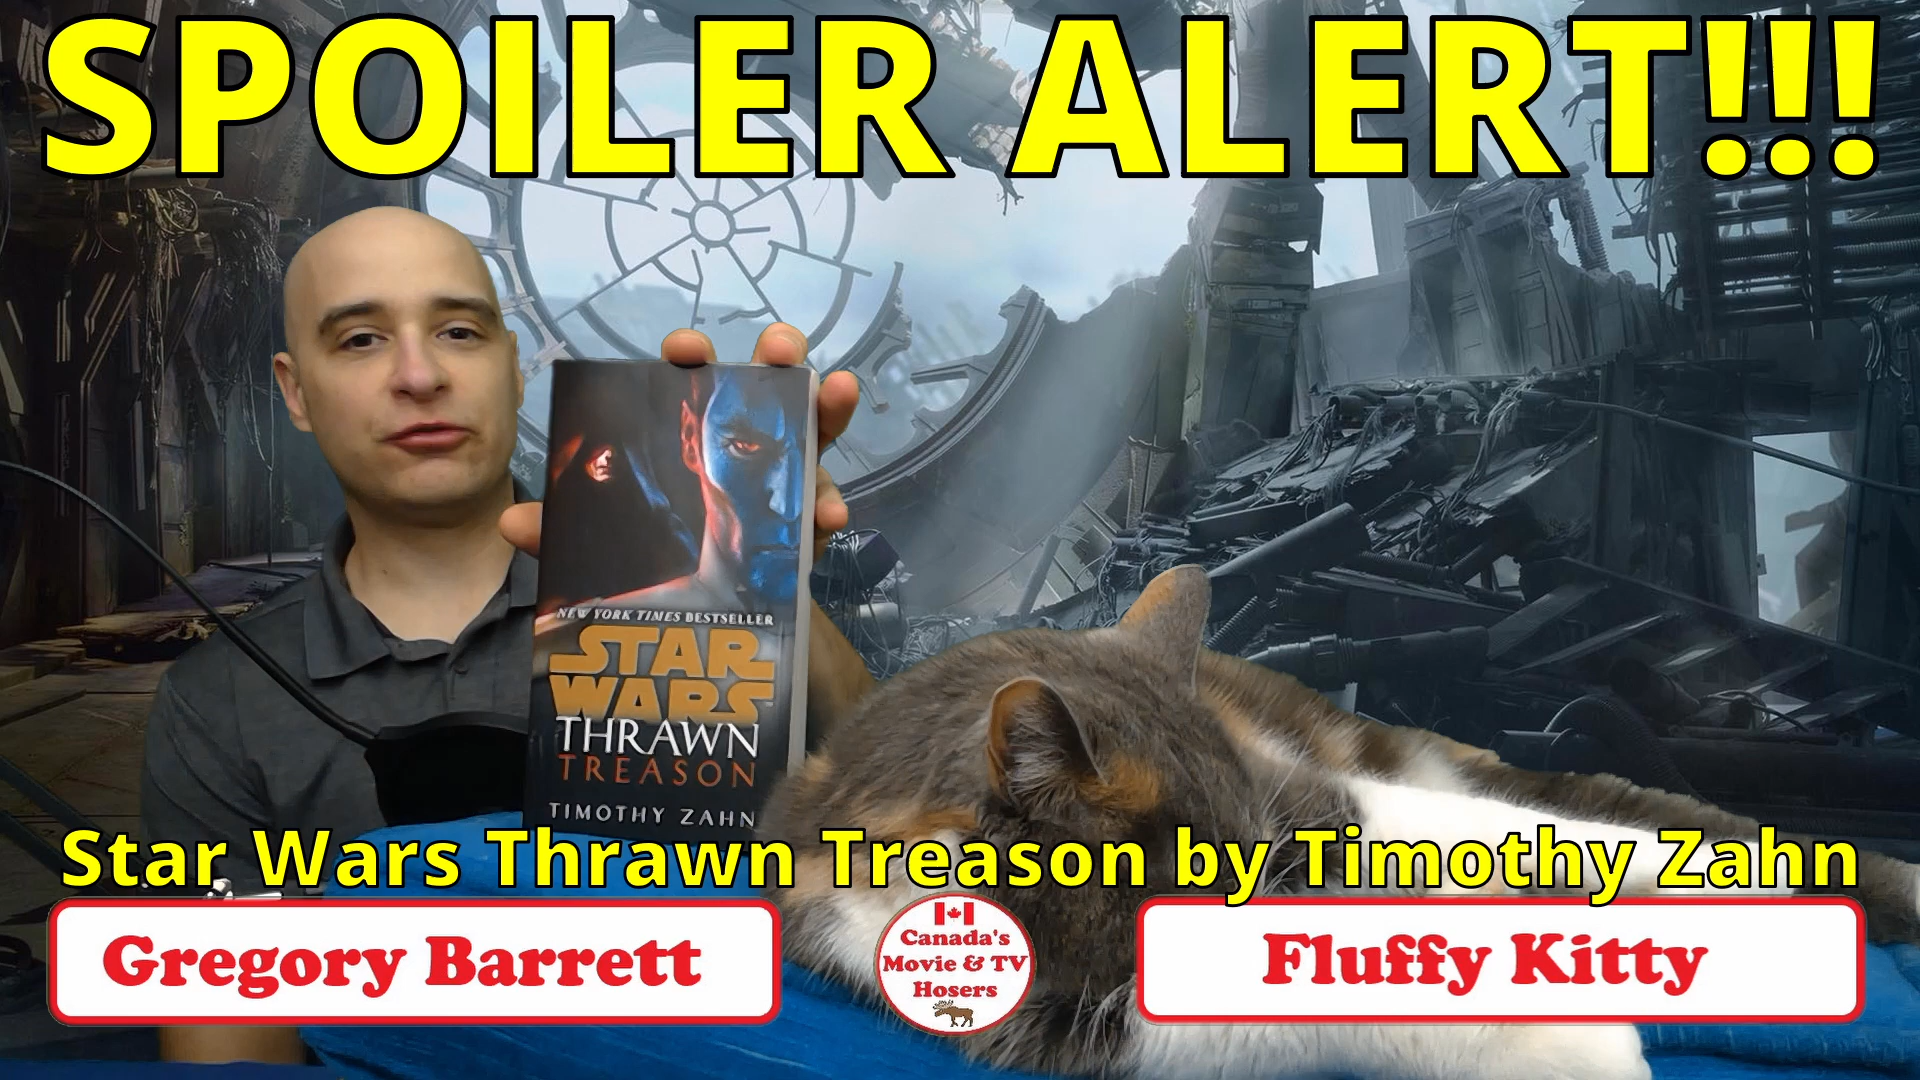 SPOILER ALERT!!!
NEW YORK TIMES BESTSELLER
STAR
WARS
THRAWN
TREASON
TIMOTHY ZAHN
Star Wars Thrawn Treason by Timothy Zahn
Gregory Barrett
Canada's
Movie & TV
Hosers
Fluffy Kitty